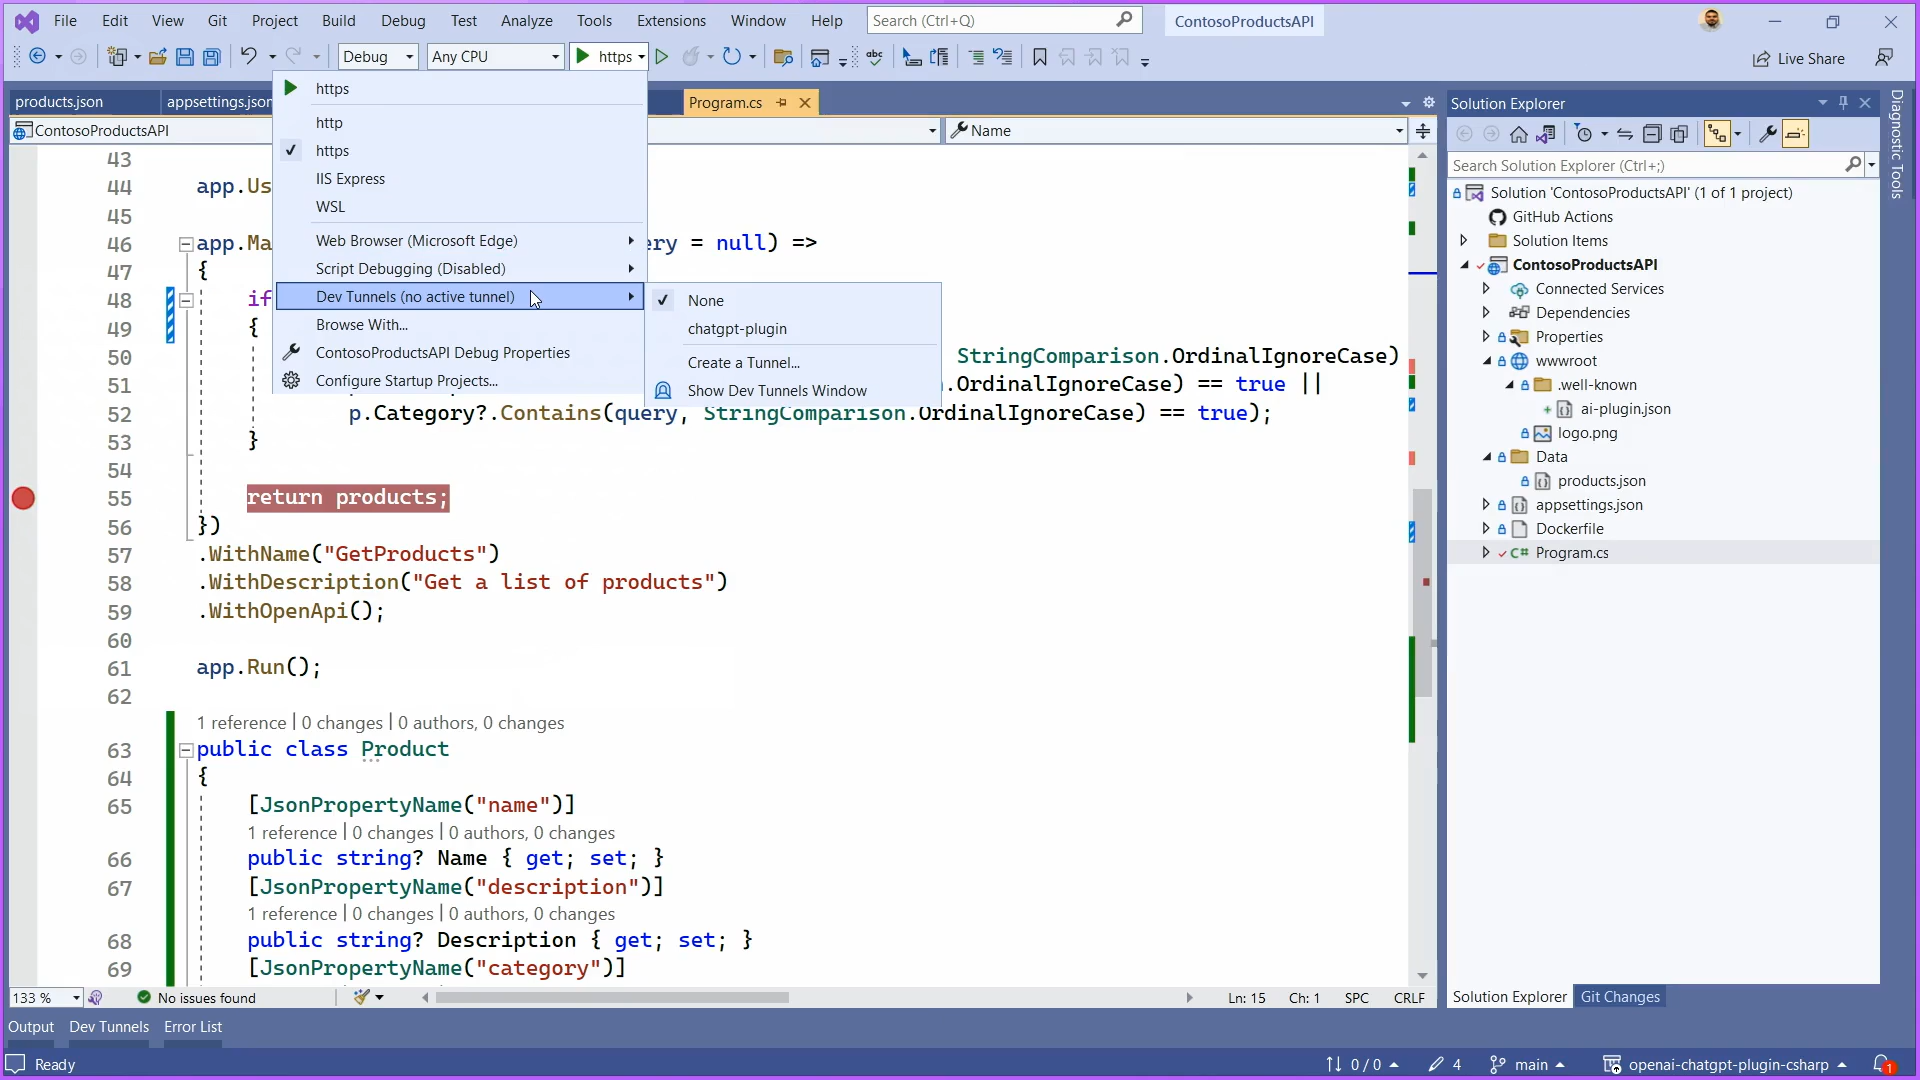 File Edit View Git Project Build Debug Test Analyze Tools Extensions Window Help Search (Ctrl+Q) ContosoProductsAPI
Debug Any CPU https Live Share
products.json appsettings.json Program.cs
ContosoProductsAPI Name
https
http
https
IIS Express
WSL
Web Browser (Microsoft Edge)
Script Debugging (Disabled)
Dev Tunnels (no active tunnel)
Browse With...
ContosoProductsAPI Debug Properties
Configure Startup Projects...
None
chatgpt-plugin
Create a Tunnel...
Show Dev Tunnels Window
43
44 app.Us
45
46 app.Ma ery = null) =>
47 {
48 if
49 {
50 StringComparison.OrdinalIgnoreCase)
51 .OrdinalIgnoreCase) == true ||
52 p.Category?.Contains(query, StringComparison.OrdinalIgnoreCase) == true);
53 }
54
55 return products;
56 })
57 .WithName("GetProducts")
58 .WithDescription("Get a list of products")
59 .WithOpenApi();
60
61 app.Run();
62
1 reference | 0 changes | 0 authors, 0 changes
63 public class Product
64 {
65 [JsonPropertyName("name")]
1 reference | 0 changes | 0 authors, 0 changes
66 public string? Name { get; set; }
67 [JsonPropertyName("description")]
1 reference | 0 changes | 0 authors, 0 changes
68 public string? Description { get; set; }
69 [JsonPropertyName("category")]
133 % No issues found Ln: 15 Ch: 1 SPC CRLF
Solution Explorer
Search Solution Explorer (Ctrl+;)
Solution 'ContosoProductsAPI' (1 of 1 project)
GitHub Actions
Solution Items
ContosoProductsAPI
Connected Services
Dependencies
Properties
wwwroot
.well-known
ai-plugin.json
logo.png
Data
products.json
appsettings.json
Dockerfile
C# Program.cs
Solution Explorer Git Changes
Diagnostic Tools
Output Dev Tunnels Error List
Ready 0 / 0 4 main openai-chatgpt-plugin-csharp 1